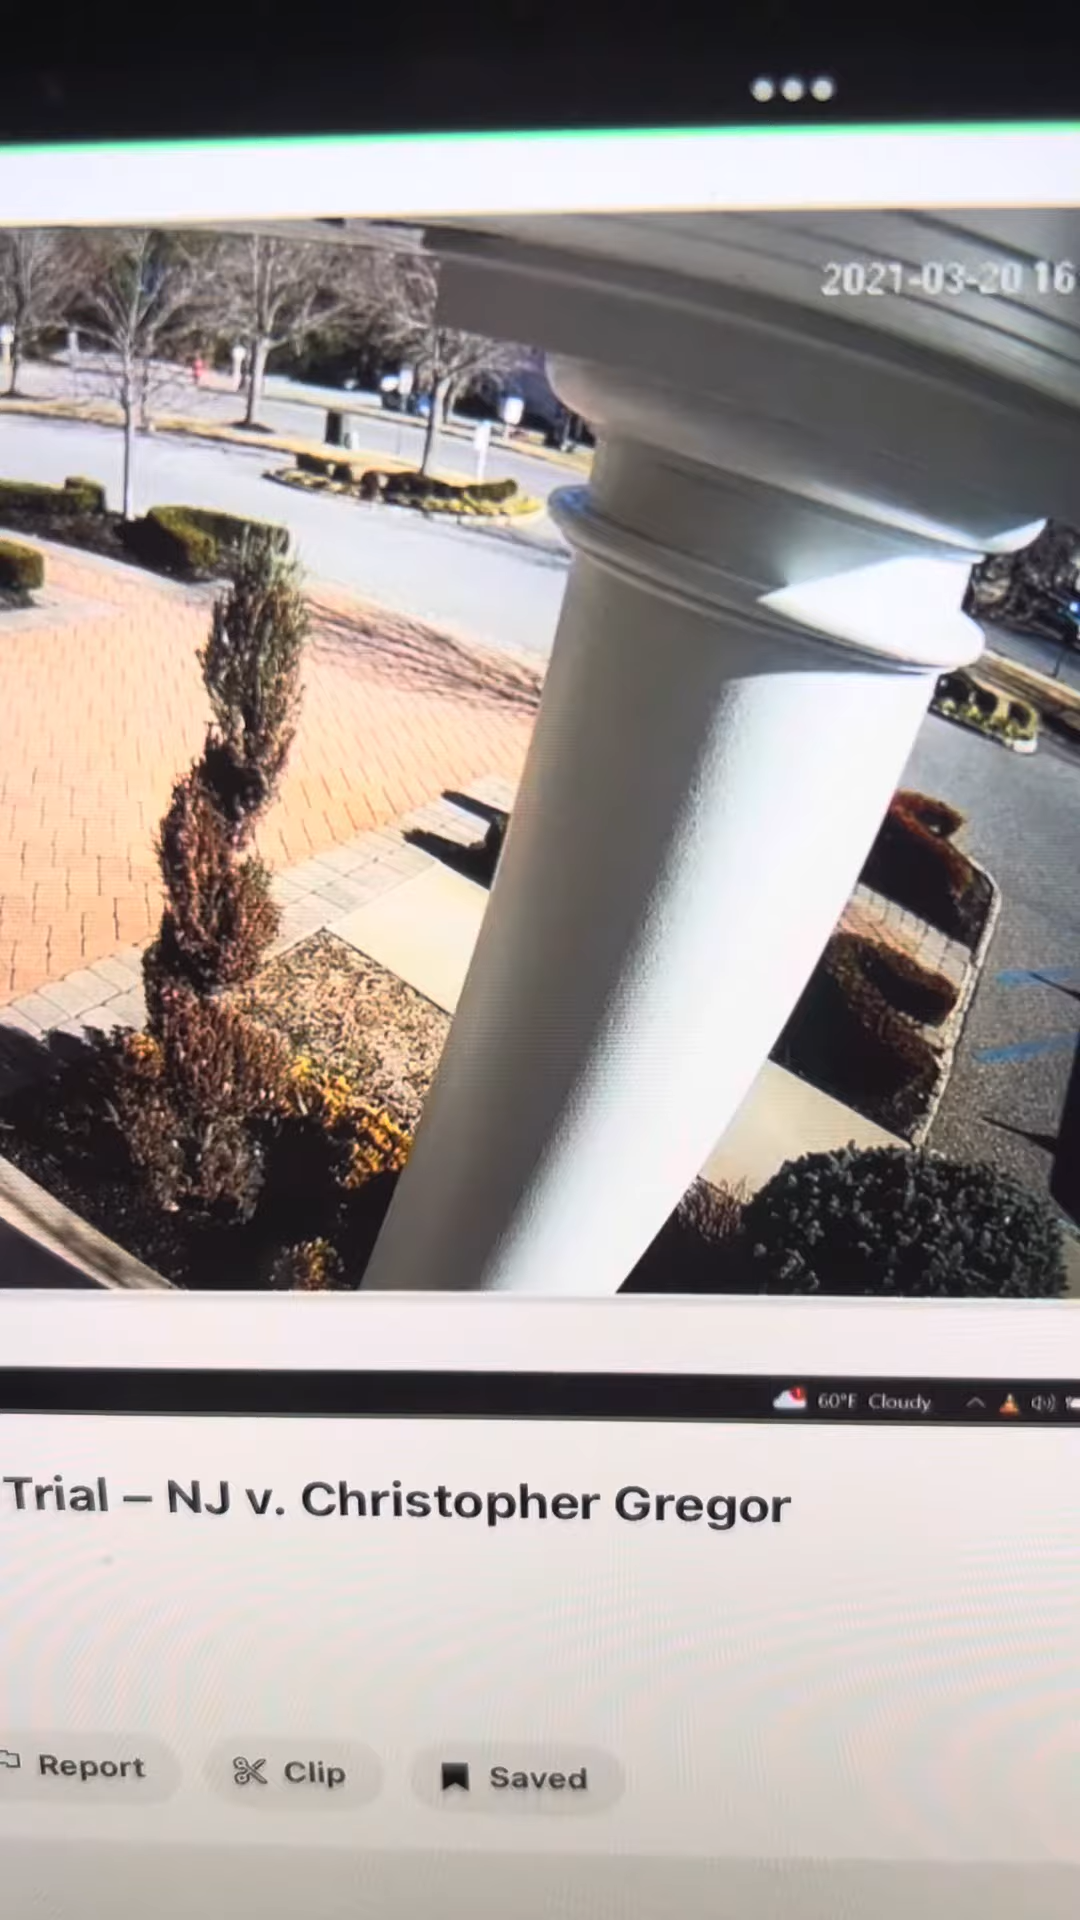 2021-03-20 16
60°F Cloudy
Trial – NJ v. Christopher Gregor
Report
Clip
Saved